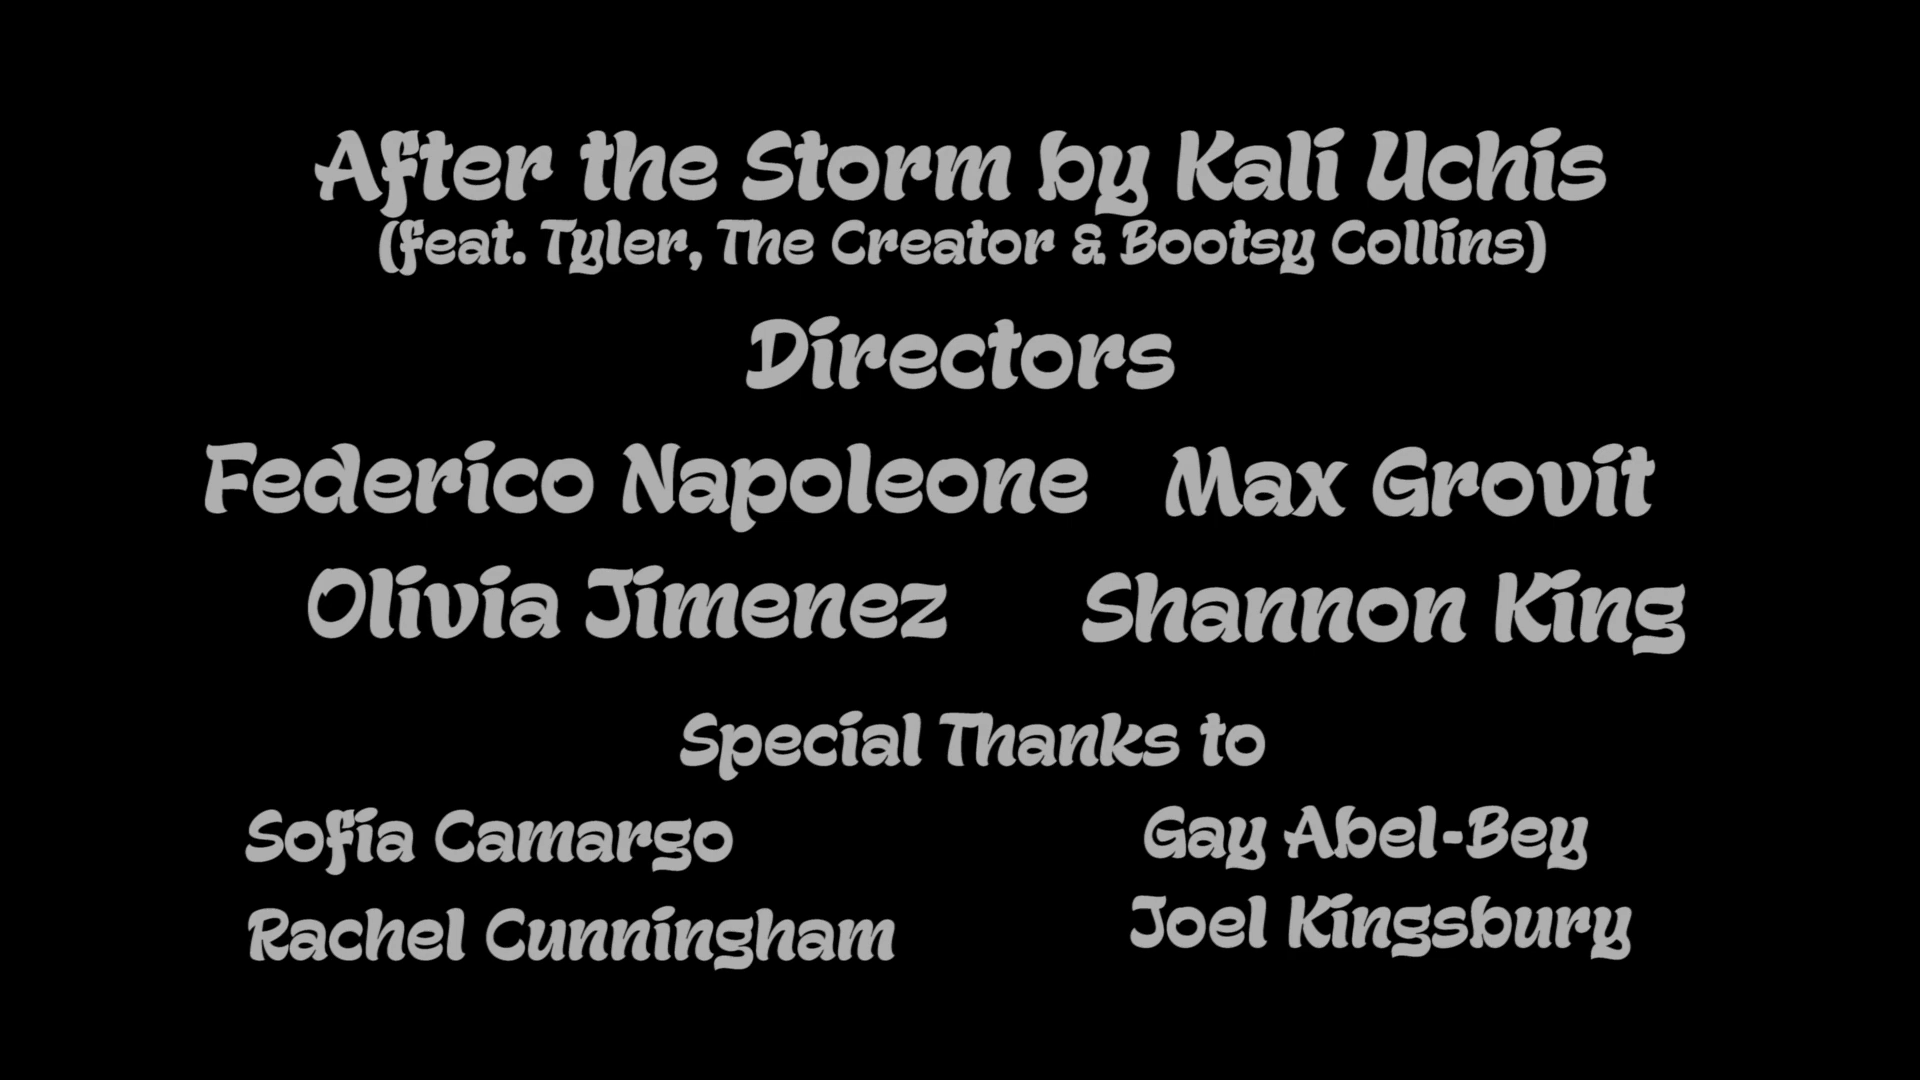 After the Storm by Kali Uchis
(feat. Tyler, The Creator & Bootsy Collins)
Directors
Federico Napoleone Max Grovit
Olivia Jimenez Shannon King
Special Thanks to
Sofia Camargo Gay Abel-Bey
Rachel Cunningham Joel Kingsbury